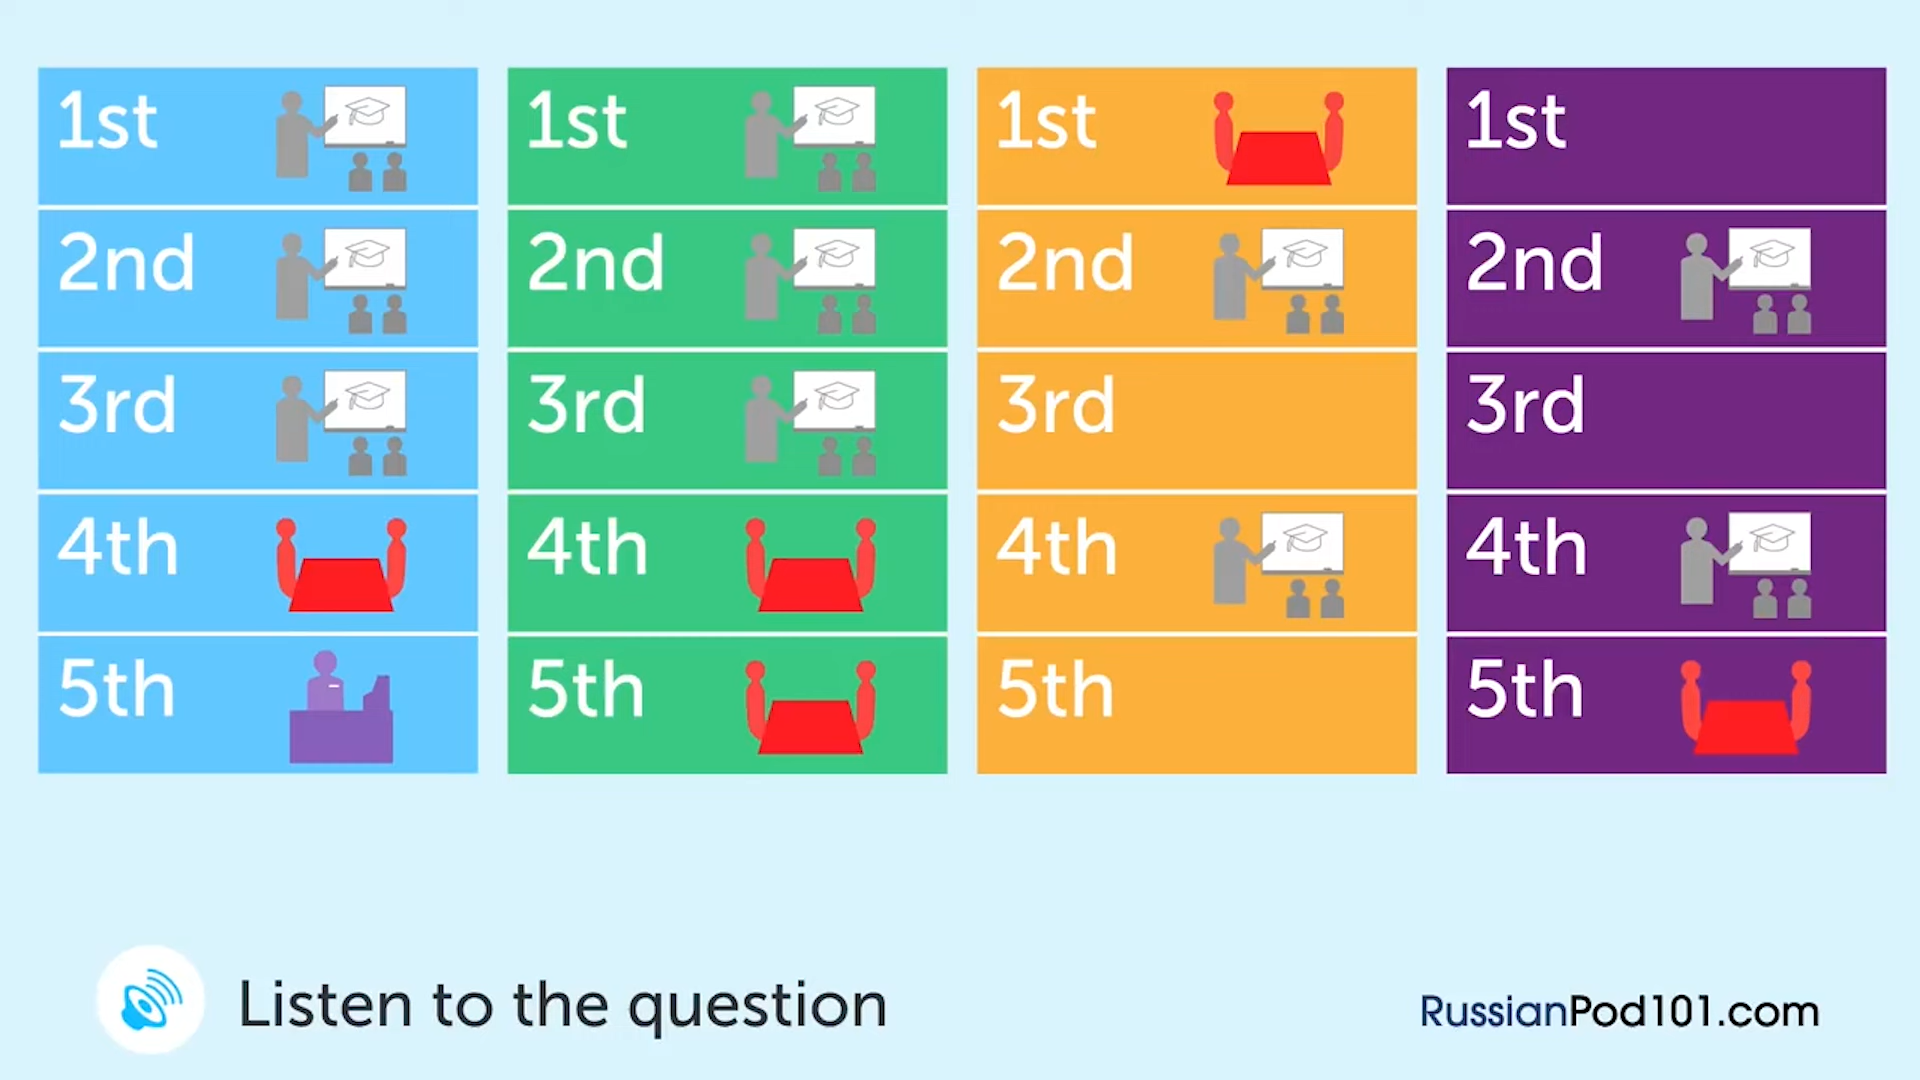 1st
2nd
3rd
4th
5th
1st
2nd
3rd
4th
5th
1st
2nd
3rd
4th
5th
1st
2nd
3rd
4th
5th
Listen to the question
RussianPod101.com